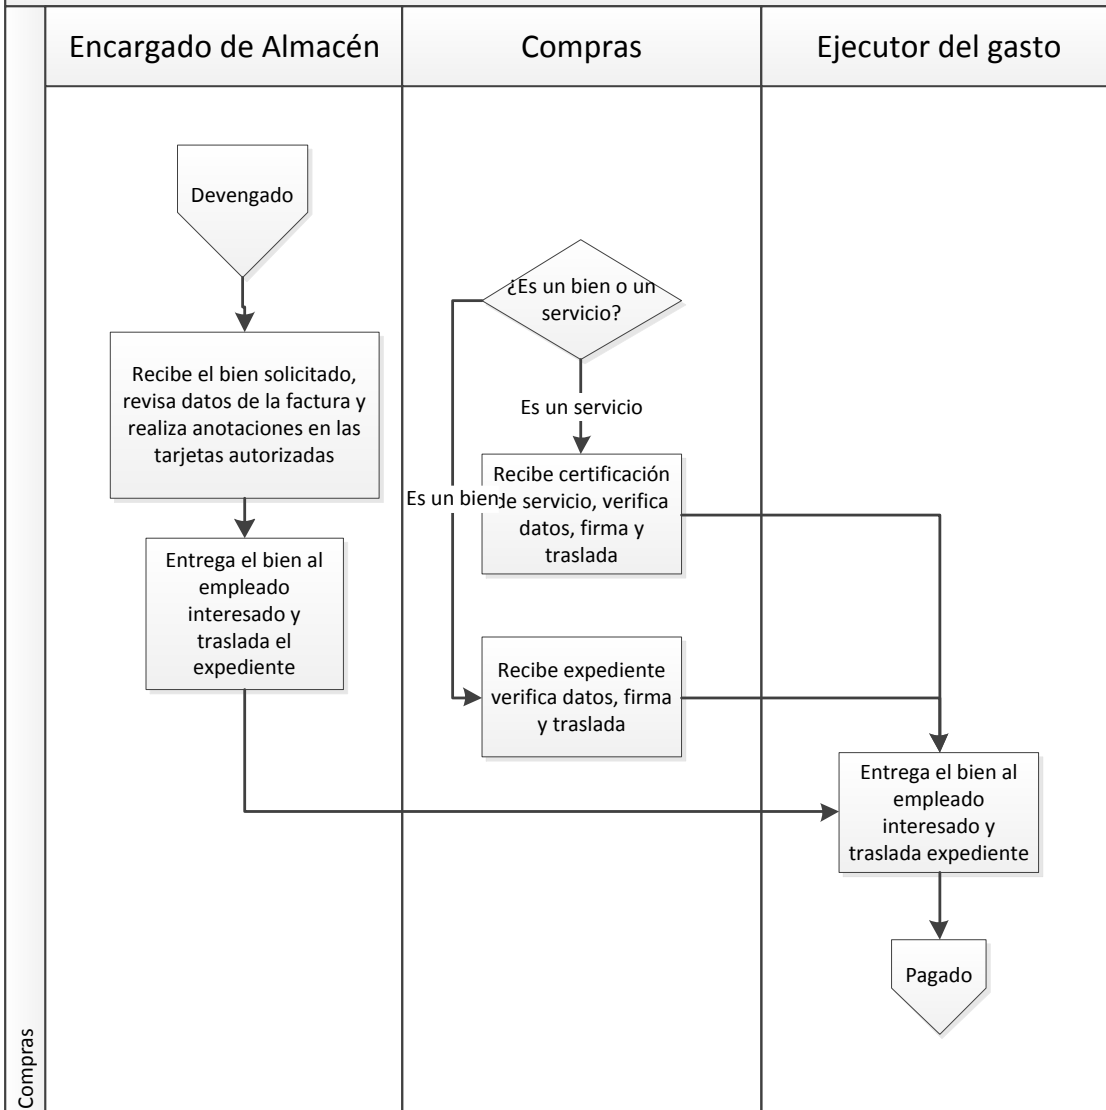 Encargado de Almacén
Compras
Ejecutor del gasto
Devengado
Recibe el bien solicitado,
revisa datos de la factura y
realiza anotaciones en las
tarjetas autorizadas
Entrega el bien al
empleado
interesado y
traslada el
expediente
¿Es un bien o un
servicio?
Es un servicio
Es un bien
Recibe certificación
de servicio, verifica
datos, firma y
traslada
Recibe expediente
verifica datos, firma
y traslada
Entrega el bien al
empleado
interesado y
traslada expediente
Pagado
Compras